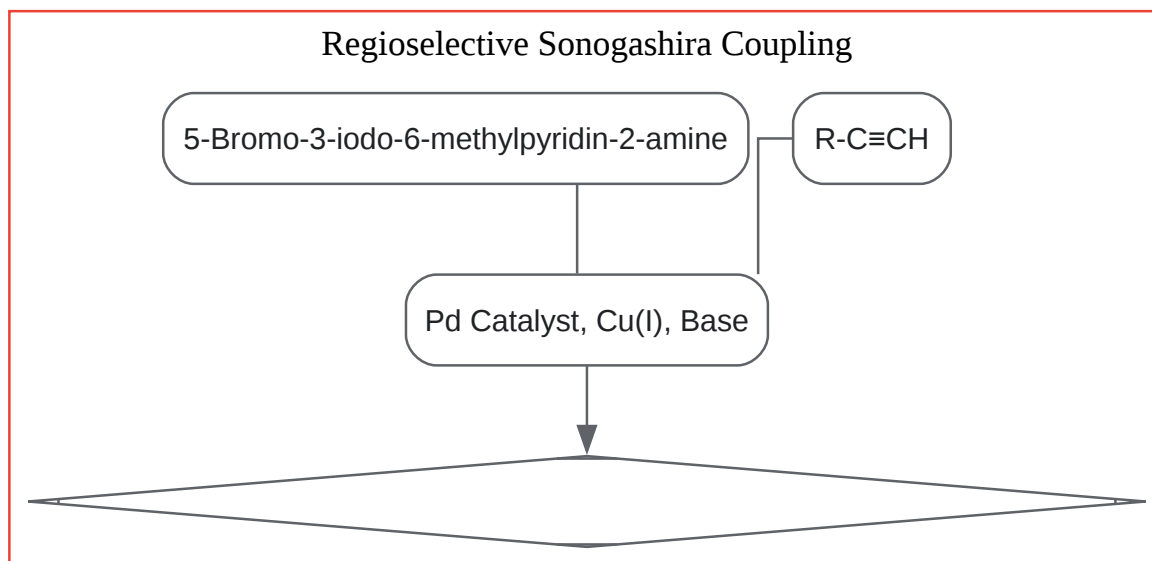 Regioselective Sonogashira Coupling
5-Bromo-3-iodo-6-methylpyridin-2-amine
R-C≡CH
Pd Catalyst, Cu(I), Base